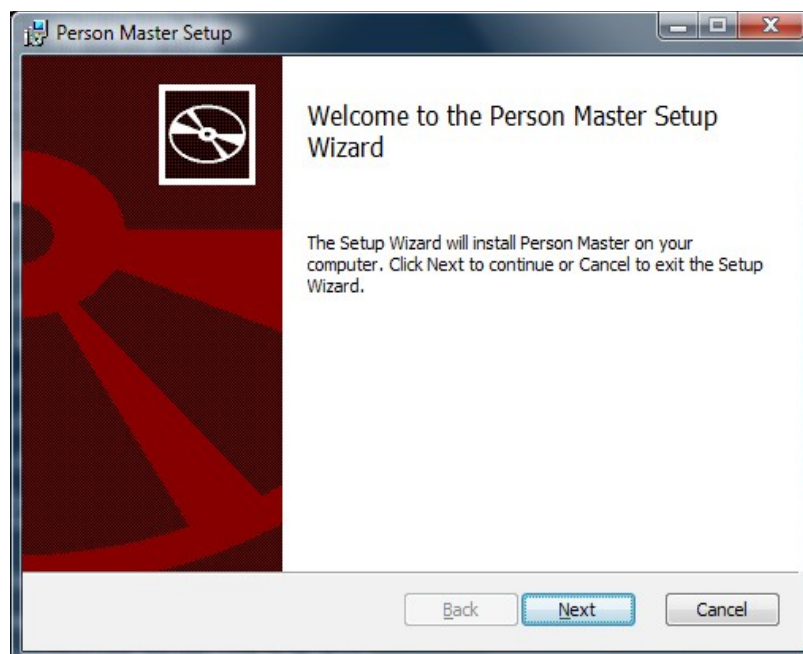 Person Master Setup
Welcome to the Person Master Setup
Wizard
The Setup Wizard will install Person Master on your
computer. Click Next to continue or Cancel to exit the Setup
Wizard.
Back Next Cancel